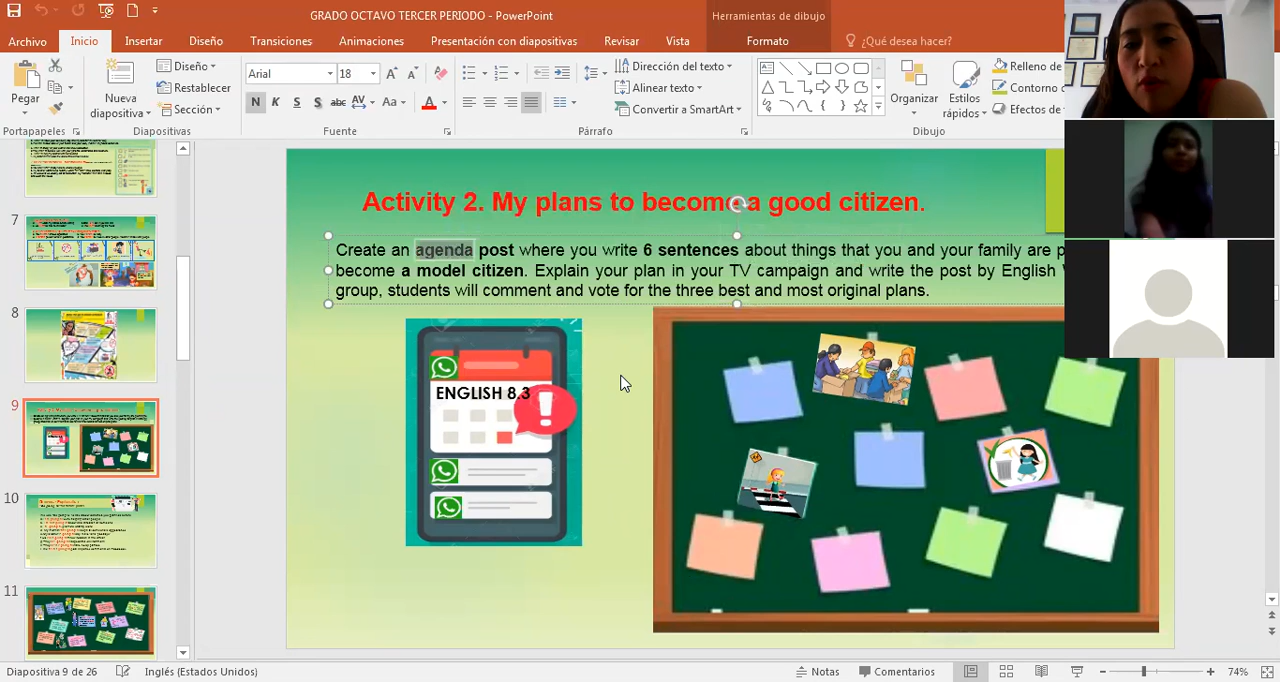 GRADO OCTAVO TERCER PERIODO - PowerPoint
Herramientas de dibujo
Archivo
Inicio
Insertar
Diseño
Transiciones
Animaciones
Presentación con diapositivas
Revisar
Vista
Formato
¿Qué desea hacer?
Pegar
Nueva diapositiva
Diseño
Restablecer
Sección
Arial
18
N K S S abc AV Aa A
Dirección del texto
Alinear texto
Convertir a SmartArt
Organizar
Estilos rápidos
Relleno de
Contorno
Efectos de
Portapapeles
Diapositivas
Fuente
Párrafo
Dibujo
7
8
9
10
11
Activity 2. My plans to become a good citizen.
Create an agenda post where you write 6 sentences about things that you and your family are
become a model citizen. Explain your plan in your TV campaign and write the post by English
group, students will comment and vote for the three best and most original plans.
ENGLISH 8.3
!
Diapositiva 9 de 26
Inglés (Estados Unidos)
Notas
Comentarios
74%